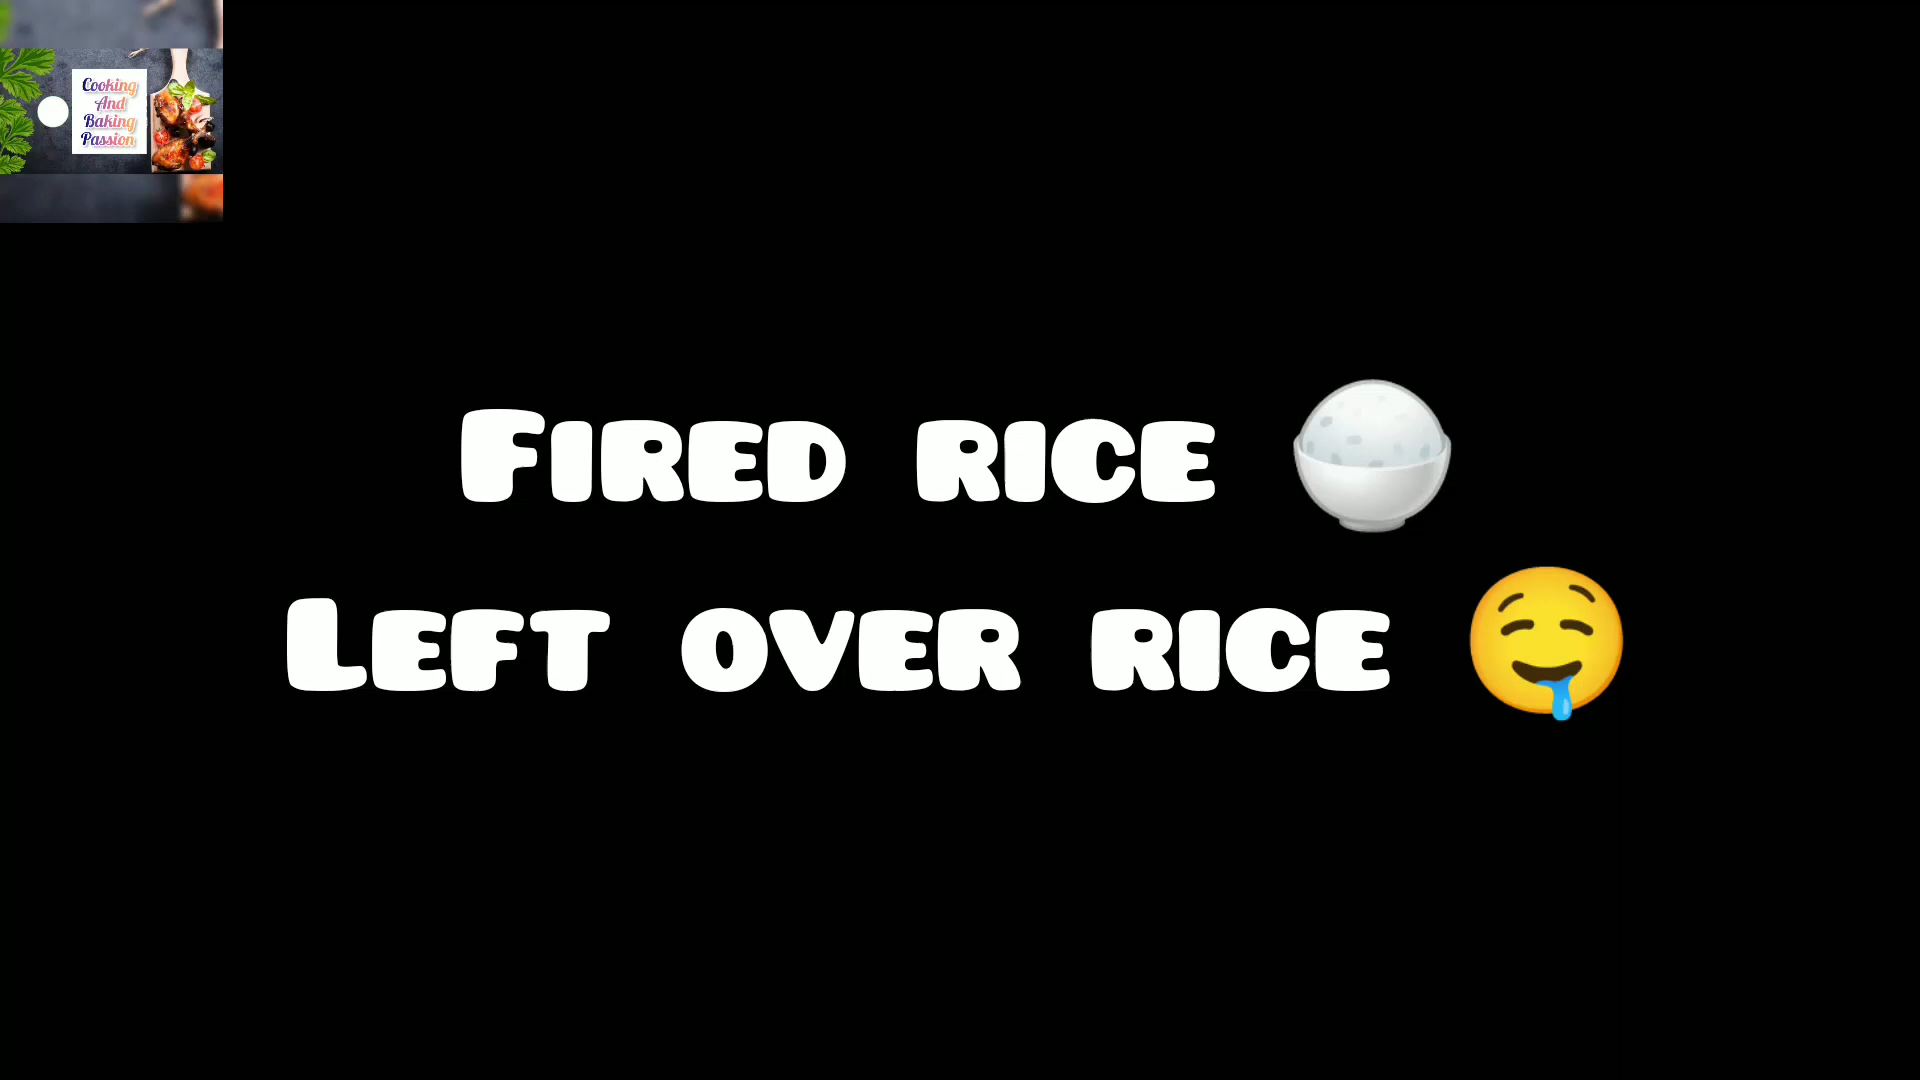 Cooking
And
Baking
Passion
FIRED RICE 🍚
LEFT OVER RICE 🤤